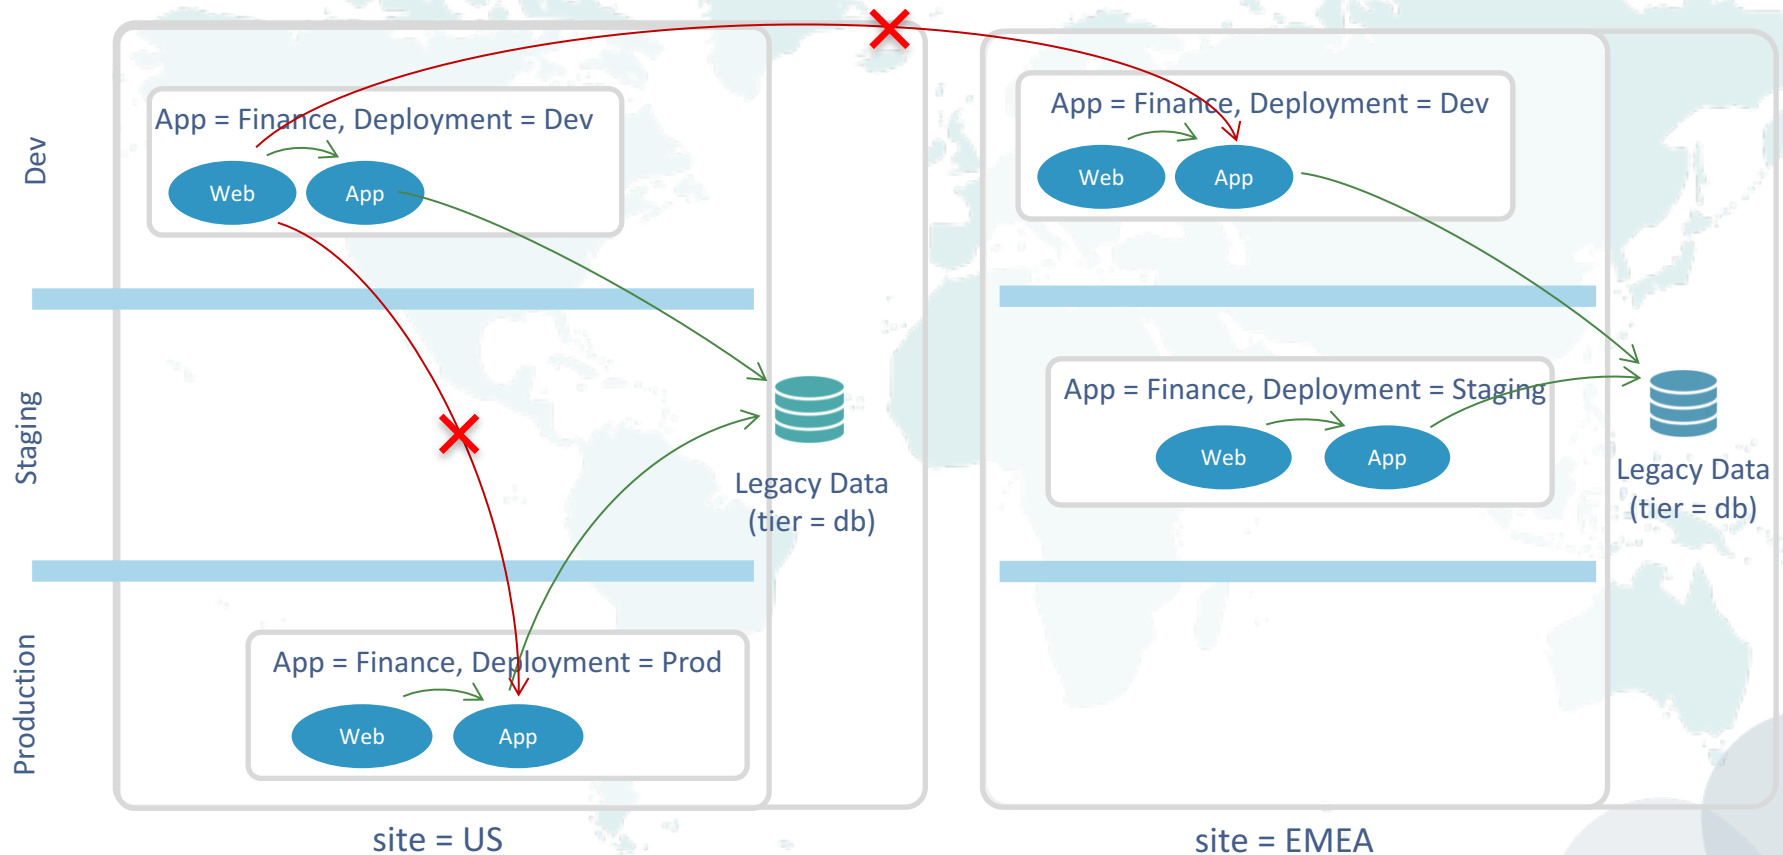 Dev
App = Finance, Deployment = Dev
Web
App
App = Finance, Deployment = Dev
Web
App
Staging
Legacy Data
(tier = db)
App = Finance, Deployment = Staging
Web
App
Legacy Data
(tier = db)
Production
App = Finance, Deployment = Prod
Web
App
site = US
site = EMEA